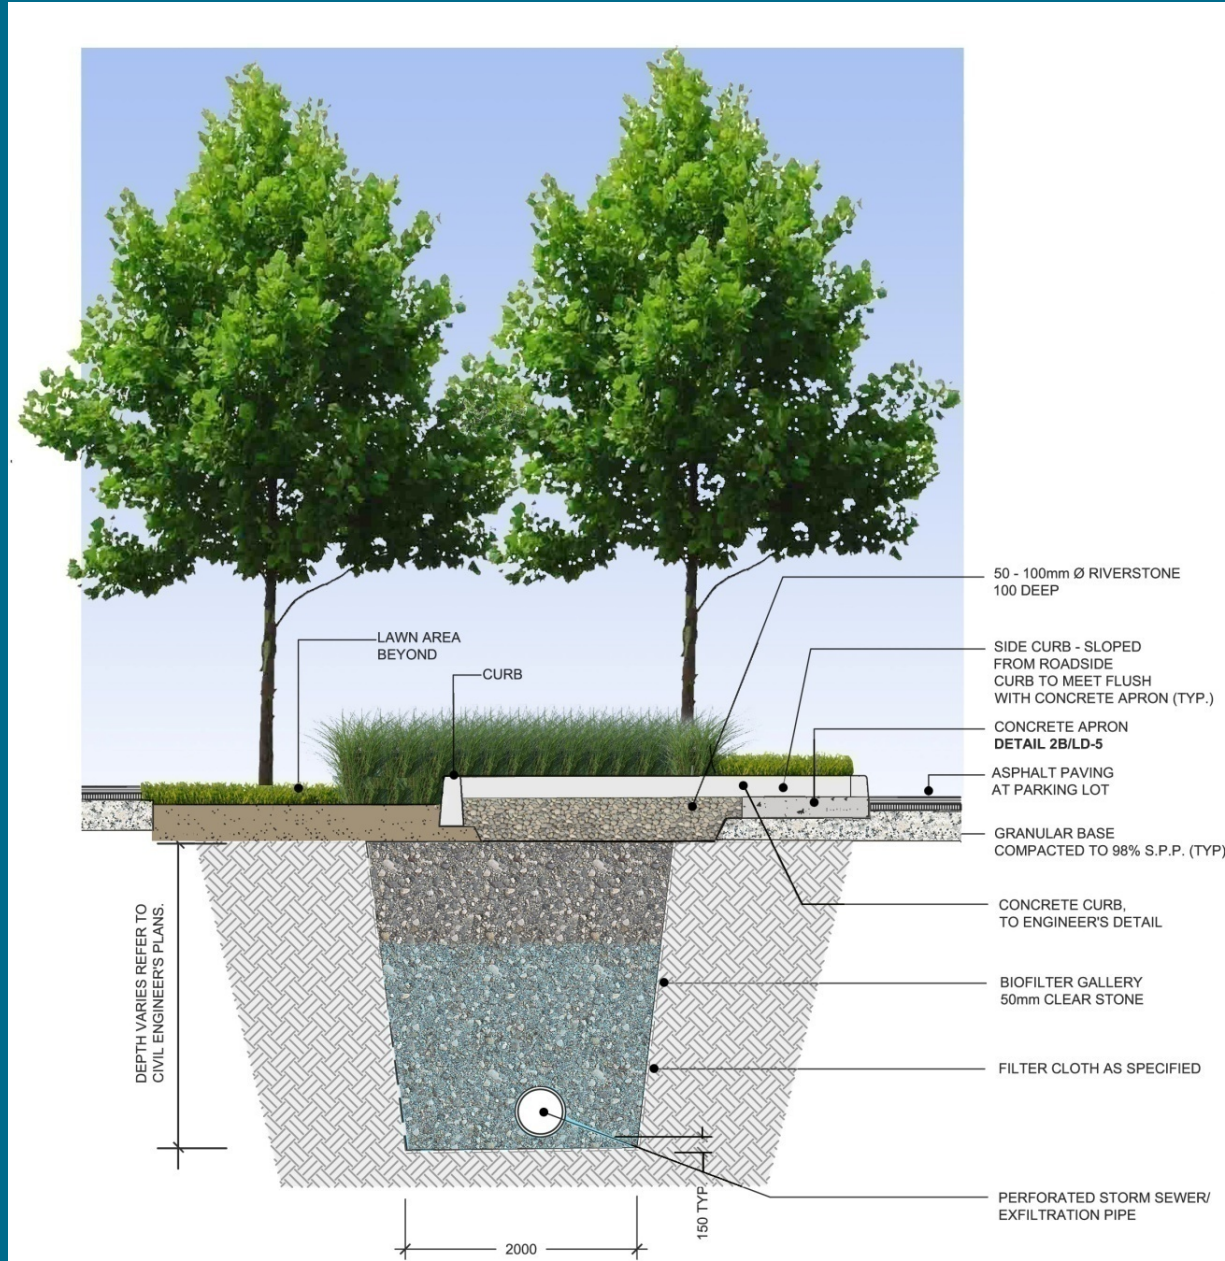 50 - 100mm Ø RIVERSTONE
100 DEEP
LAWN AREA
BEYOND
CURB
SIDE CURB - SLOPED
FROM ROADSIDE
CURB TO MEET FLUSH
WITH CONCRETE APRON (TYP.)
CONCRETE APRON
DETAIL 2B/LD-5
ASPHALT PAVING
AT PARKING LOT
GRANULAR BASE
COMPACTED TO 98% S.P.P. (TYP)
CONCRETE CURB,
TO ENGINEER'S DETAIL
DEPTH VARIES REFER TO
CIVIL ENGINEER'S PLANS.
BIOFILTER GALLERY
50mm CLEAR STONE
FILTER CLOTH AS SPECIFIED
PERFORATED STORM SEWER/
EXFILTRATION PIPE
150 TYP
2000